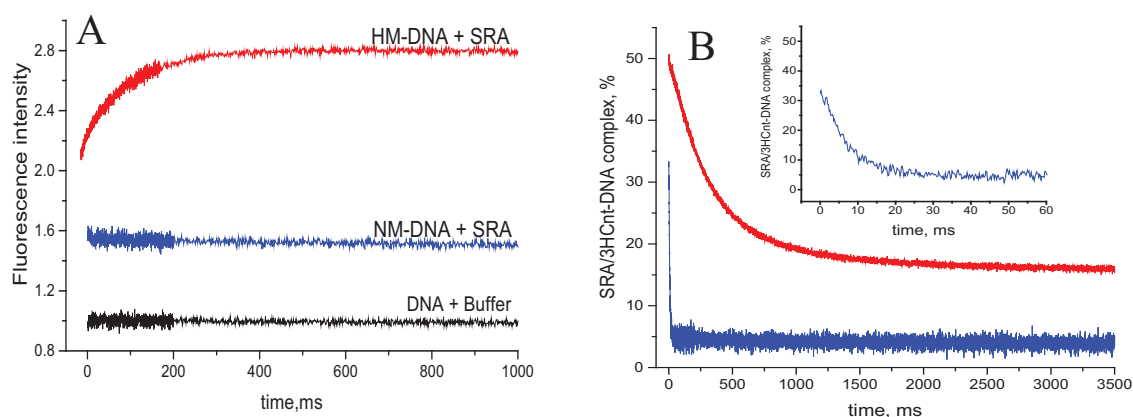 A
HM-DNA + SRA
NM-DNA + SRA
DNA + Buffer
Fluorescence intensity
2.8
2.4
2.0
1.6
1.2
0.8
0 200 400 600 800 1000
time,ms
B
SRA/3HCnt-DNA complex, %
50
40
30
20
10
0
0 500 1000 1500 2000 2500 3000 3500
time, ms
SRA/3HCnt-DNA complex, %
50
40
30
20
10
0
0 10 20 30 40 50 60
time, ms